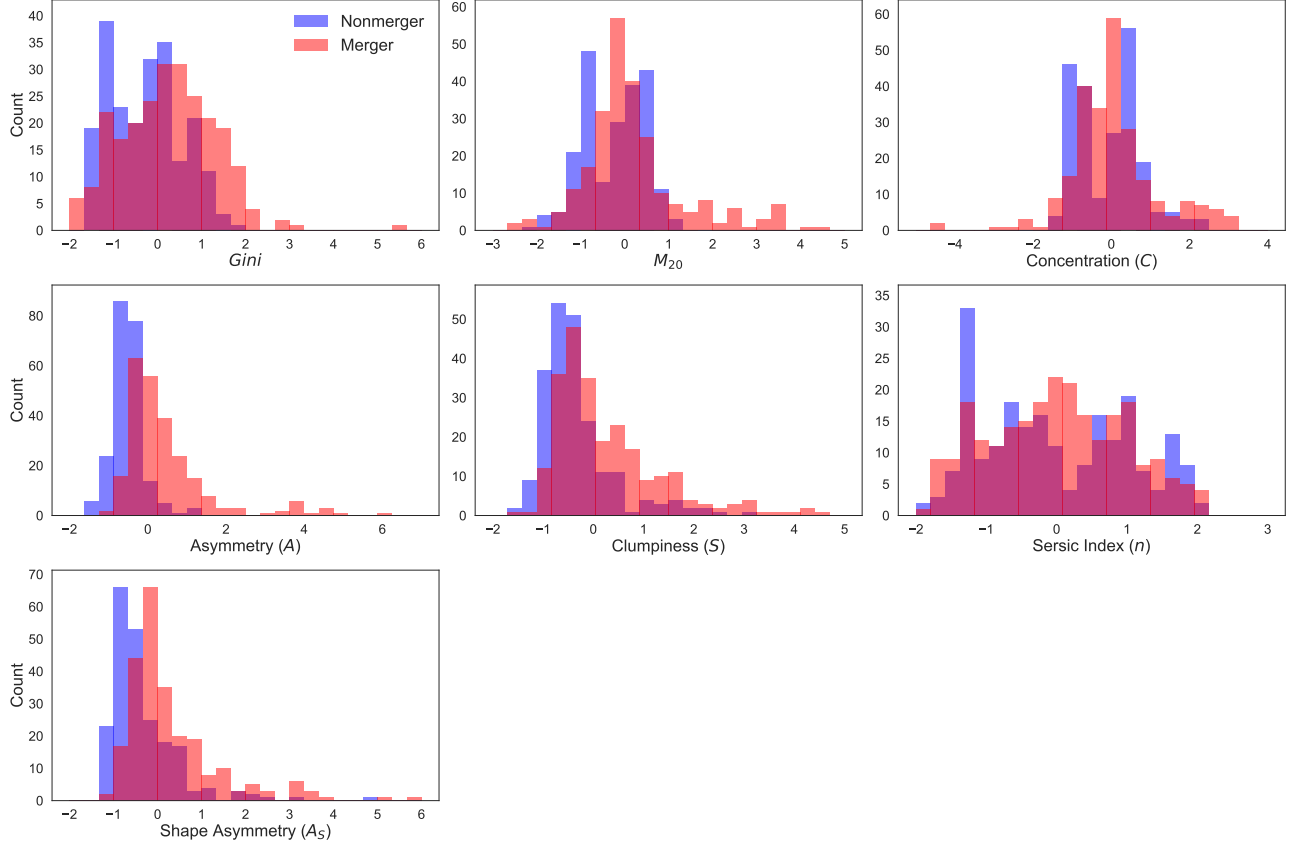 40
35
30
25
20
15
10
5
0
Count
Nonmerger
Merger
−2 −1 0 1 2 3 4 5 6
Gini
60
50
40
30
20
10
0
−3 −2 −1 0 1 2 3 4 5
M20
60
50
40
30
20
10
0
−4 −2 0 2 4
Concentration (C)
80
60
40
20
0
Count
−2 0 2 4 6
Asymmetry (A)
50
40
30
20
10
0
−2 −1 0 1 2 3 4 5
Clumpiness (S)
35
30
25
20
15
10
5
0
−2 −1 0 1 2 3
Sersic Index (n)
70
60
50
40
30
20
10
0
Count
−2 −1 0 1 2 3 4 5 6
Shape Asymmetry (AS)